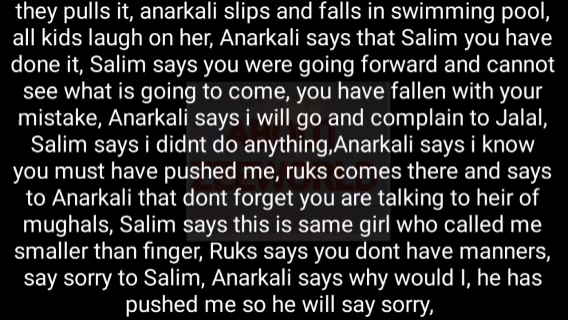 they pulls it, anarkali slips and falls in swimming pool,
all kids laugh on her, Anarkali says that Salim you have
done it, Salim says you were going forward and cannot
see what is going to come, you have fallen with your
mistake, Anarkali says i will go and complain to Jalal,
Salim says i didnt do anything,Anarkali says i know
you must have pushed me, ruks comes there and says
to Anarkali that dont forget you are talking to heir of
mughals, Salim says this is same girl who called me
smaller than finger, Ruks says you dont have manners,
say sorry to Salim, Anarkali says why would I, he has
pushed me so he will say sorry,